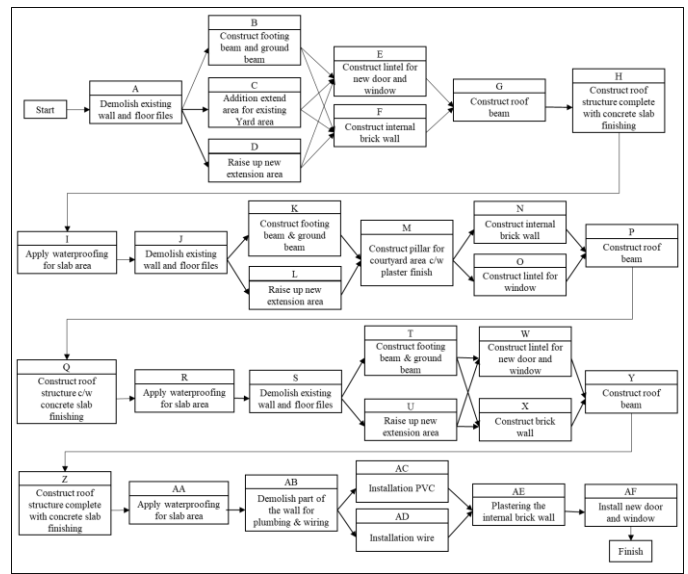 Start
A
Demolish existing
wall and floor files
B
Construct footing
beam and ground
beam
C
Addition extend
area for existing
Yard area
D
Raise up new
extension area
E
Construct lintel for
new door and
window
F
Construct internal
brick wall
G
Construct roof
beam
H
Construct roof
structure complete
with concrete slab
finishing
I
Apply waterproofing
for slab area
J
Demolish existing
wall and floor files
K
Construct footing
beam & ground
beam
L
Raise up new
extension area
M
Construct pillar for
courtyard area c/w
plaster finish
N
Construct internal
brick wall
O
Construct lintel for
window
P
Construct roof
beam
Q
Construct roof
structure c/w
concrete slab
finishing
R
Apply waterproofing
for slab area
S
Demolish existing
wall and floor files
T
Construct footing
beam & ground
beam
U
Raise up new
extension area
W
Construct lintel for
new door and
window
X
Construct brick
wall
Y
Construct roof
beam
Z
Construct roof
structure complete
with concrete slab
finishing
AA
Apply waterproofing
for slab area
AB
Demolish part of
the wall for
plumbing & wiring
AC
Installation PVC
AD
Installation wire
AE
Plastering the
internal brick wall
AF
Install new door
and window
Finish